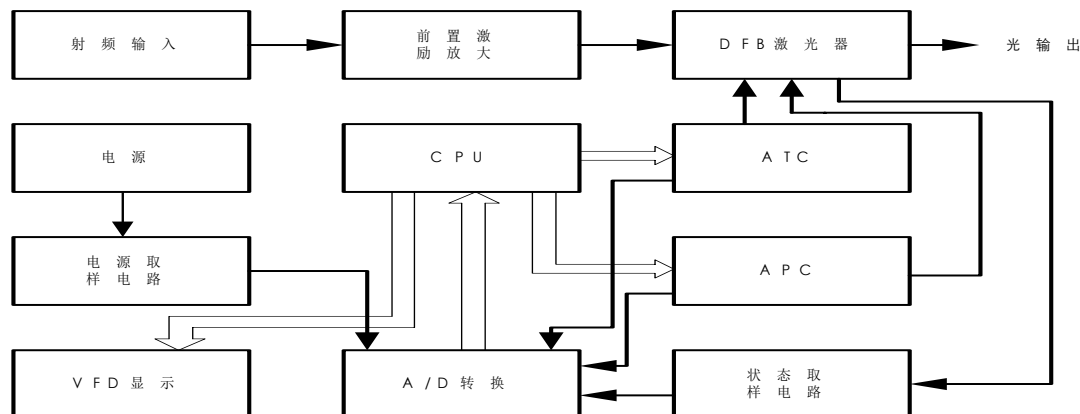 射频输入
前置激
励放大
DFB激光器
光输出
电源
CPU
ATC
电源取
样电路
APC
VFD显示
A/D转换
状态取
样电路